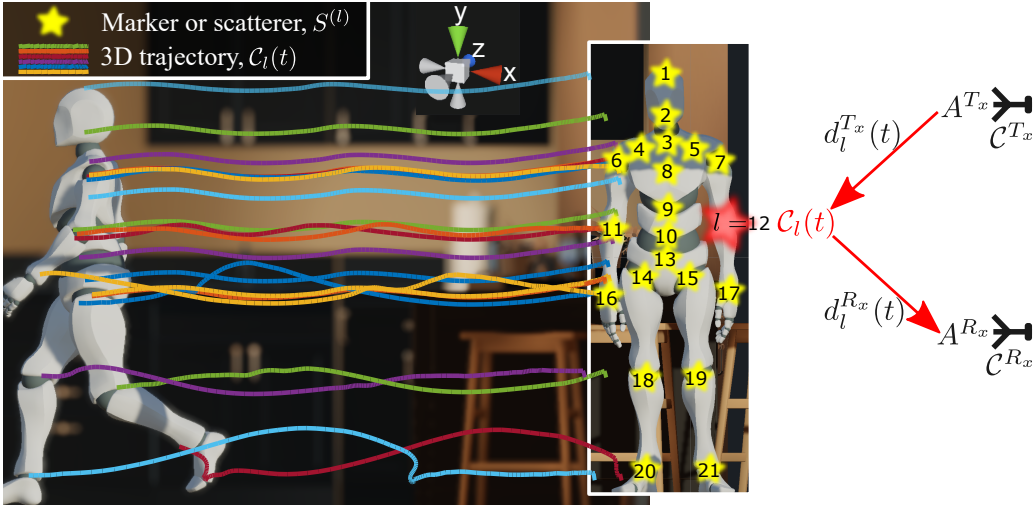 Marker or scatterer, S^{(l)}
3D trajectory, 𝒞_l(t)
y
z
x
1
2
3
4
5
6
7
8
9
l = 12 𝒞_l(t)
11
10
13
14
15
16
17
18
19
20
21
A^{T_x}
𝒞^{T_x}
d_l^{T_x}(t)
d_l^{R_x}(t)
A^{R_x}
𝒞^{R_x}